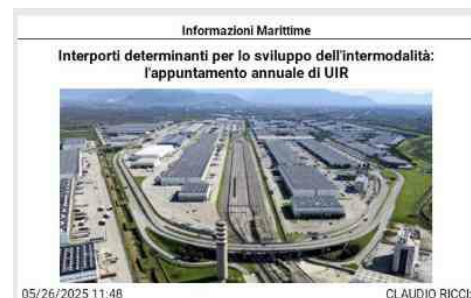 Informazioni Marittime
Interporti determinanti per lo sviluppo dell'intermodalità:
l'appuntamento annuale di UIR
05/26/2025 11:48
CLAUDIO RICCI: